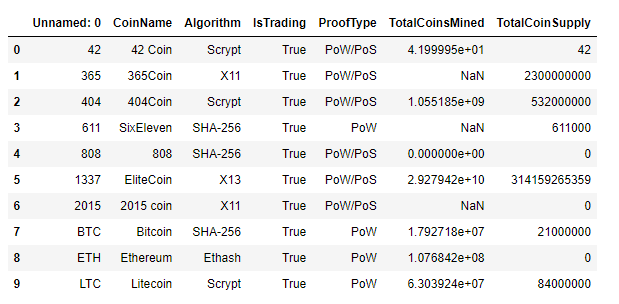 Unnamed: 0 CoinName Algorithm IsTrading ProofType TotalCoinsMined TotalCoinSupply
0 42 42 Coin Scrypt True PoW/PoS 4.199995e+01 42
1 365 365Coin X11 True PoW/PoS NaN 2300000000
2 404 404Coin Scrypt True PoW/PoS 1.055185e+09 532000000
3 611 SixEleven SHA-256 True PoW NaN 611000
4 808 808 SHA-256 True PoW/PoS 0.000000e+00 0
5 1337 EliteCoin X13 True PoW/PoS 2.927942e+10 314159265359
6 2015 2015 coin X11 True PoW/PoS NaN 0
7 BTC Bitcoin SHA-256 True PoW 1.792718e+07 21000000
8 ETH Ethereum Ethash True PoW 1.076842e+08 0
9 LTC Litecoin Scrypt True PoW 6.303924e+07 84000000